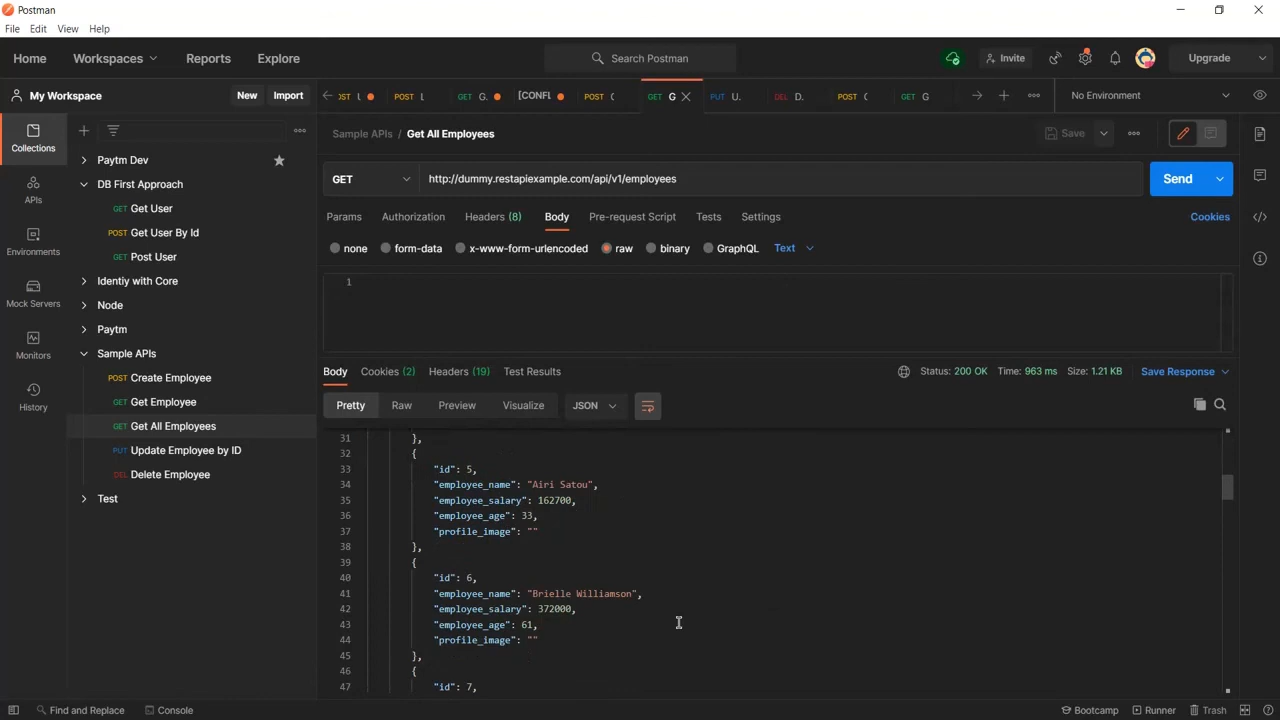 Postman
File Edit View Help
Home Workspaces Reports Explore Search Postman Invite Upgrade
My Workspace New Import
OST POST GET G. [CONFL POST GET G PUT U. DEL D. POST GET G No Environment
Collections
APIs
Environments
Mock Servers
Monitors
History
Paytm Dev
DB First Approach
GET Get User
POST Get User By Id
GET Post User
Identiy with Core
Node
Paytm
Sample APIs
POST Create Employee
GET Get Employee
GET Get All Employees
PUT Update Employee by ID
DEL Delete Employee
Test
Sample APIs / Get All Employees Save
GET http://dummy.restapiexample.com/api/v1/employees Send
Params Authorization Headers (8) Body Pre-request Script Tests Settings Cookies
none form-data x-www-form-urlencoded raw binary GraphQL Text
1
Body Cookies (2) Headers (19) Test Results Status: 200 OK Time: 963 ms Size: 1.21 KB Save Response
Pretty Raw Preview Visualize JSON
31 },
32 {
33 "id": 5,
34 "employee_name": "Airi Satou",
35 "employee_salary": 162700,
36 "employee_age": 33,
37 "profile_image": ""
38 },
39 {
40 "id": 6,
41 "employee_name": "Brielle Williamson",
42 "employee_salary": 372000,
43 "employee_age": 61,
44 "profile_image": ""
45 },
46 {
47 "id": 7,
Find and Replace Console Bootcamp Runner Trash